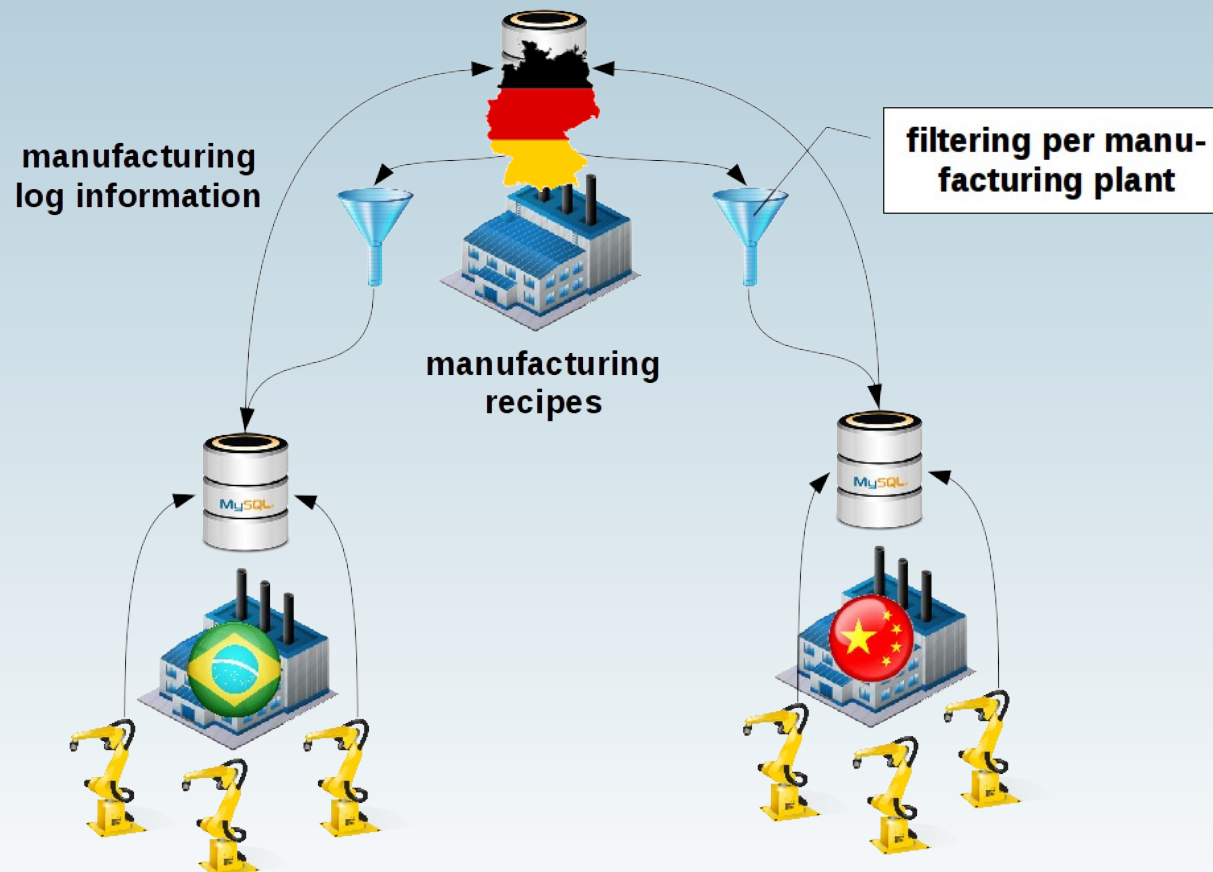 manufacturing
log information
filtering per manu-
facturing plant
manufacturing
recipes
MySQL
MySQL